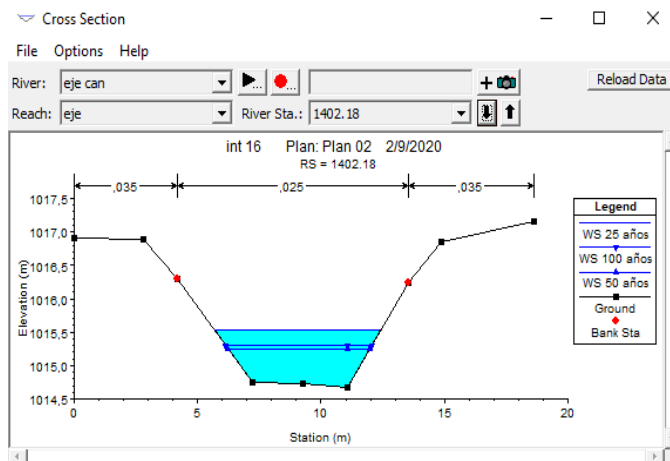 Cross Section
File Options Help
River: eje can Reload Data
Reach: eje River Sta.: 1402.18
int 16 Plan: Plan 02 2/9/2020
RS = 1402.18
,035 ,025 ,035
1017,5
1017,0
1016,5
1016,0
1015,5
1015,0
1014,5
Elevation (m)
0 5 10 15 20
Station (m)
Legend
WS 25 años
WS 100 años
WS 50 años
Ground
Bank Sta